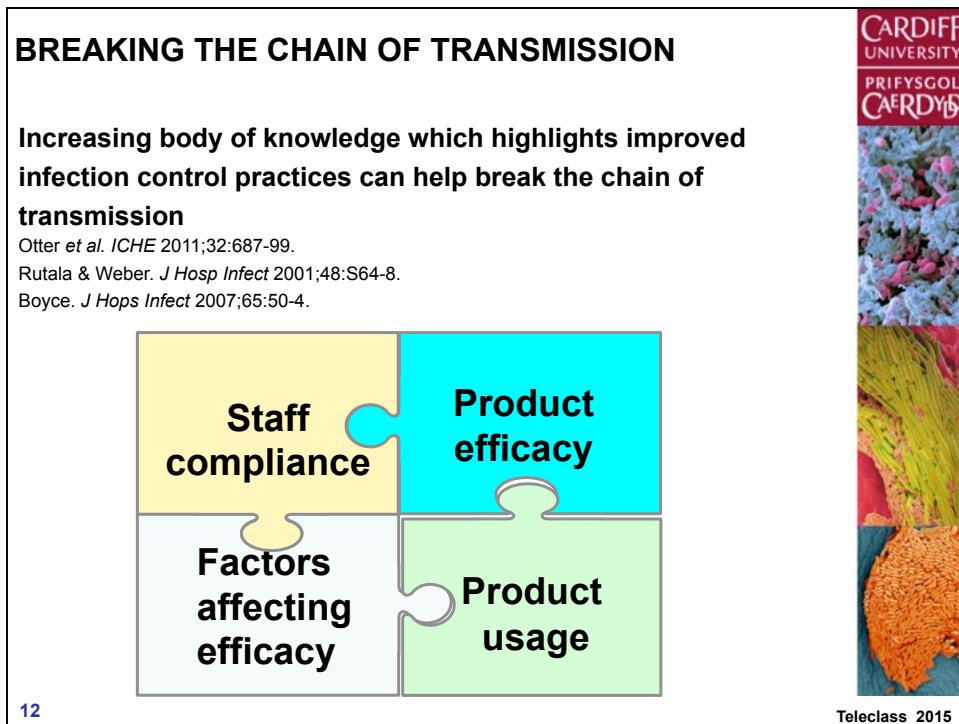 BREAKING THE CHAIN OF TRANSMISSION
CARDIFF
UNIVERSITY
PRIFYSGOL
CAERDYDD
Increasing body of knowledge which highlights improved
infection control practices can help break the chain of
transmission
Otter et al. ICHE 2011;32:687-99.
Rutala & Weber. J Hosp Infect 2001;48:S64-8.
Boyce. J Hops Infect 2007;65:50-4.
Staff
compliance
Product
efficacy
Factors
affecting
efficacy
Product
usage
12
Teleclass 2015